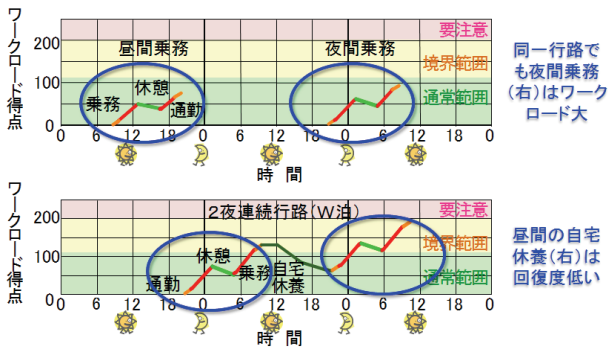 ワークロード得点
200
100
0
昼間乗務
夜間乗務
要注意
境界範囲
通常範囲
休憩
乗務
通勤
0 6 12 18 0 6 12 18 0 6 12 18 0
時 間
同一行路で
も夜間乗務
(右)はワーク
ロード大
ワークロード得点
200
100
0
2夜連続行路(W泊)
要注意
境界範囲
通常範囲
休憩
通勤
乗務
自宅
休養
0 6 12 18 0 6 12 18 0 6 12 18 0
時 間
昼間の自宅
休養(右)は
回復度低い